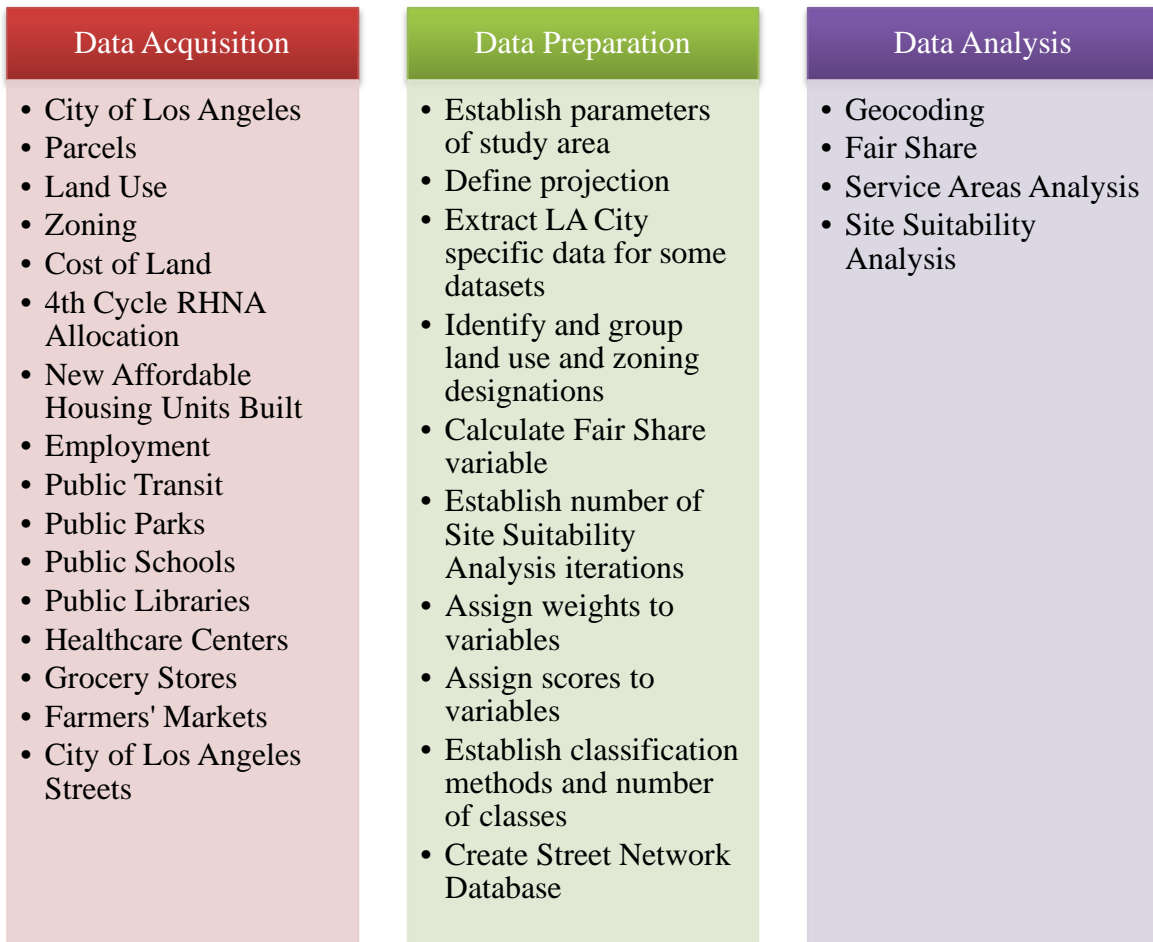 Data Acquisition
• City of Los Angeles
• Parcels
• Land Use
• Zoning
• Cost of Land
• 4th Cycle RHNA
Allocation
• New Affordable
Housing Units Built
• Employment
• Public Transit
• Public Parks
• Public Schools
• Public Libraries
• Healthcare Centers
• Grocery Stores
• Farmers' Markets
• City of Los Angeles
Streets
Data Preparation
• Establish parameters
of study area
• Define projection
• Extract LA City
specific data for some
datasets
• Identify and group
land use and zoning
designations
• Calculate Fair Share
variable
• Establish number of
Site Suitability
Analysis iterations
• Assign weights to
variables
• Assign scores to
variables
• Establish classification
methods and number
of classes
• Create Street Network
Database
Data Analysis
• Geocoding
• Fair Share
• Service Areas Analysis
• Site Suitability
Analysis